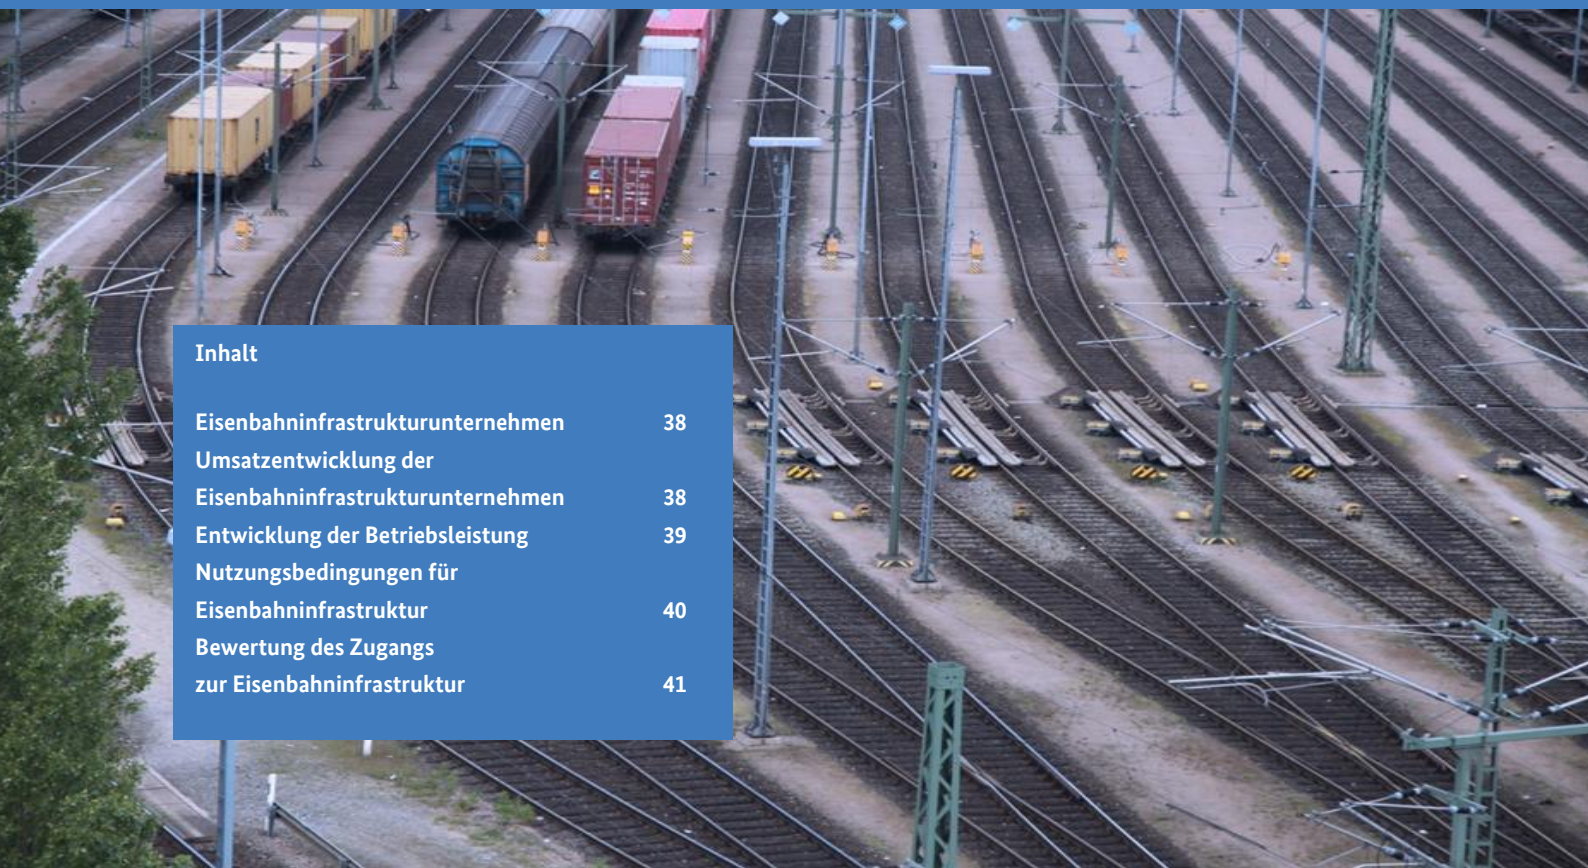 Inhalt
Eisenbahninfrastrukturunternehmen 38
Umsatzentwicklung der
Eisenbahninfrastrukturunternehmen 38
Entwicklung der Betriebsleistung 39
Nutzungsbedingungen für
Eisenbahninfrastruktur 40
Bewertung des Zugangs
zur Eisenbahninfrastruktur 41